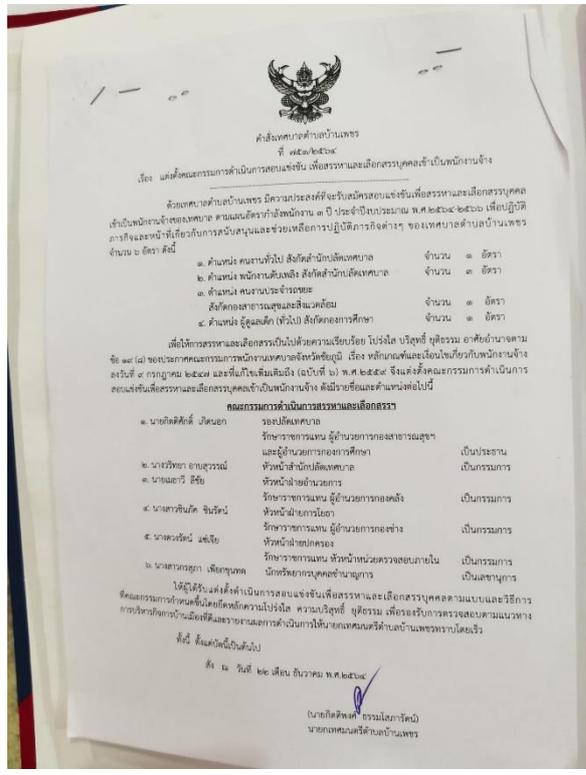 คำสั่งเทศบาลตำบลบ้านเพชร
ที่ ๗๕๑/๒๕๖๔
เรื่อง แต่งตั้งคณะกรรมการดำเนินการสอบแข่งขัน เพื่อสรรหาและเลือกสรรบุคคลเข้าเป็นพนักงานจ้าง
ด้วยเทศบาลตำบลบ้านเพชร มีความประสงค์ที่จะรับสมัครสอบแข่งขันเพื่อสรรหาและเลือกสรรบุคคล
เข้าเป็นพนักงานจ้างของเทศบาล ตามแผนอัตรากำลังพนักงาน ๓ ปี ประจำปีงบประมาณ พ.ศ.๒๕๖๔-๒๕๖๖ เพื่อปฏิบัติ
ภารกิจและหน้าที่เกี่ยวกับการสนับสนุนและช่วยเหลือการปฏิบัติภารกิจต่างๆ ของเทศบาลตำบลบ้านเพชร
จำนวน ๖ อัตรา ดังนี้
๑. ตำแหน่ง คนงานทั่วไป สังกัดสำนักปลัดเทศบาล จำนวน ๑ อัตรา
๒. ตำแหน่ง พนักงานดับเพลิง สังกัดสำนักปลัดเทศบาล จำนวน ๓ อัตรา
๓. ตำแหน่ง คนงานประจำรถขยะ
สังกัดกองสาธารณสุขและสิ่งแวดล้อม จำนวน ๑ อัตรา
๔. ตำแหน่ง ผู้ดูแลเด็ก (ทั่วไป) สังกัดกองการศึกษา จำนวน ๑ อัตรา
เพื่อให้การสรรหาและเลือกสรรเป็นไปด้วยความเรียบร้อย โปร่งใส บริสุทธิ์ ยุติธรรม อาศัยอำนาจตาม
ข้อ ๑๙ (๘) ของประกาศคณะกรรมการพนักงานเทศบาลจังหวัดชัยภูมิ เรื่อง หลักเกณฑ์และเงื่อนไขเกี่ยวกับพนักงานจ้าง
ลงวันที่ ๙ กรกฎาคม ๒๕๔๗ และที่แก้ไขเพิ่มเติมถึง (ฉบับที่ ๖) พ.ศ.๒๕๕๙ จึงแต่งตั้งคณะกรรมการดำเนินการ
สอบแข่งขันเพื่อสรรหาและเลือกสรรบุคคลเข้าเป็นพนักงานจ้าง ดังมีรายชื่อและตำแหน่งต่อไปนี้
คณะกรรมการดำเนินการสรรหาและเลือกสรรฯ
๑. นายกิตติศักดิ์ เกิดนอก รองปลัดเทศบาล
รักษาราชการแทน ผู้อำนวยการกองสาธารณสุขฯ
และผู้อำนวยการกองการศึกษา เป็นประธาน
๒. นางวริทยา อาบสุวรรณ์ หัวหน้าสำนักปลัดเทศบาล เป็นกรรมการ
๓. นายเมธาวี ลีชัย หัวหน้าฝ่ายอำนวยการ
รักษาราชการแทน ผู้อำนวยการกองคลัง เป็นกรรมการ
๔. นางสาวชินภัค ชินรัตน์ หัวหน้าฝ่ายการโยธา
รักษาราชการแทน ผู้อำนวยการกองช่าง เป็นกรรมการ
๕. นางดวงรัตน์ แซ่เจีย หัวหน้าฝ่ายปกครอง
รักษาราชการแทน หัวหน้าหน่วยตรวจสอบภายใน เป็นกรรมการ
๖. นางสาวกรสุภา เพียกขุนทด นักทรัพยากรบุคคลชำนาญการ เป็นเลขานุการ
ให้ผู้ได้รับแต่งตั้งดำเนินการสอบแข่งขันเพื่อสรรหาและเลือกสรรบุคคลตามแบบและวิธีการ
ที่คณะกรรมการกำหนดขึ้นโดยยึดหลักความโปร่งใส ความบริสุทธิ์ ยุติธรรม เพื่อรองรับการตรวจสอบตามแนวทาง
การบริหารกิจการบ้านเมืองที่ดีและรายงานผลการดำเนินการให้นายกเทศมนตรีตำบลบ้านเพชรทราบโดยเร็ว
ทั้งนี้ ตั้งแต่บัดนี้เป็นต้นไป
สั่ง ณ วันที่ ๒๒ เดือน ธันวาคม พ.ศ.๒๕๖๔
(นายกิตติพงศ์ ธรรมโสภารัตน์)
นายกเทศมนตรีตำบลบ้านเพชร